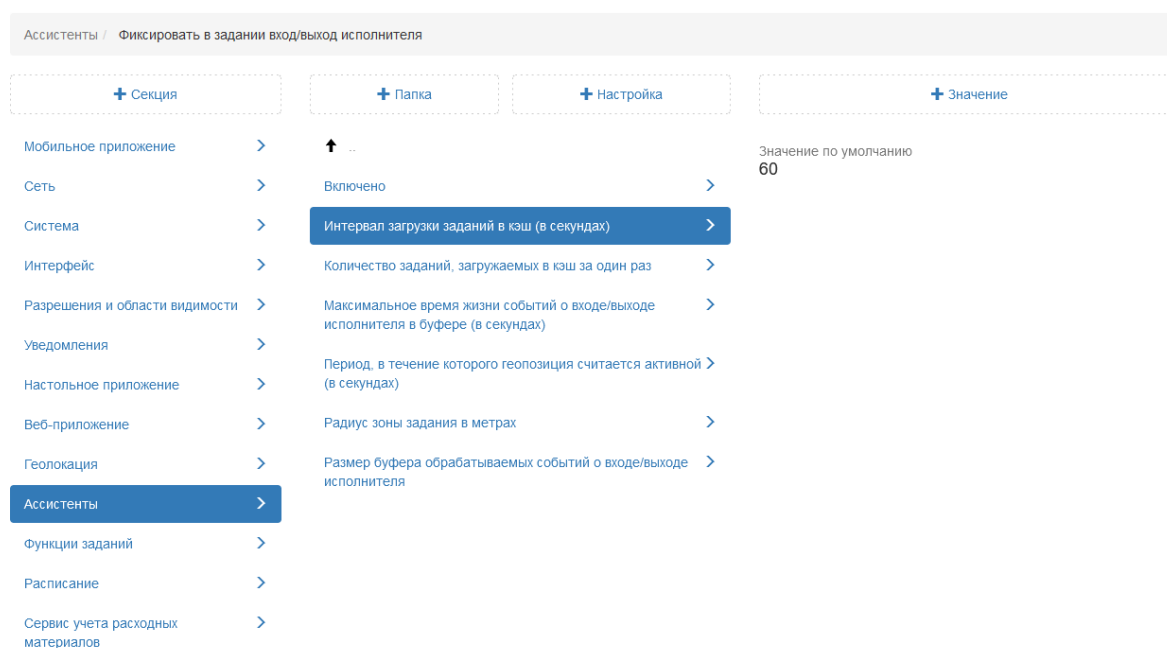 Ассистенты / Фиксировать в задании вход/выход исполнителя
+ Секция
+ Папка
+ Настройка
+ Значение
Мобильное приложение
Сеть
Система
Интерфейс
Разрешения и области видимости
Уведомления
Настольное приложение
Веб-приложение
Геолокация
Ассистенты
Функции заданий
Расписание
Сервис учета расходных
материалов
..
Включено
Интервал загрузки заданий в кэш (в секундах)
Количество заданий, загружаемых в кэш за один раз
Максимальное время жизни событий о входе/выходе
исполнителя в буфере (в секундах)
Период, в течение которого геопозиция считается активной
(в секундах)
Радиус зоны задания в метрах
Размер буфера обрабатываемых событий о входе/выходе
исполнителя
Значение по умолчанию
60